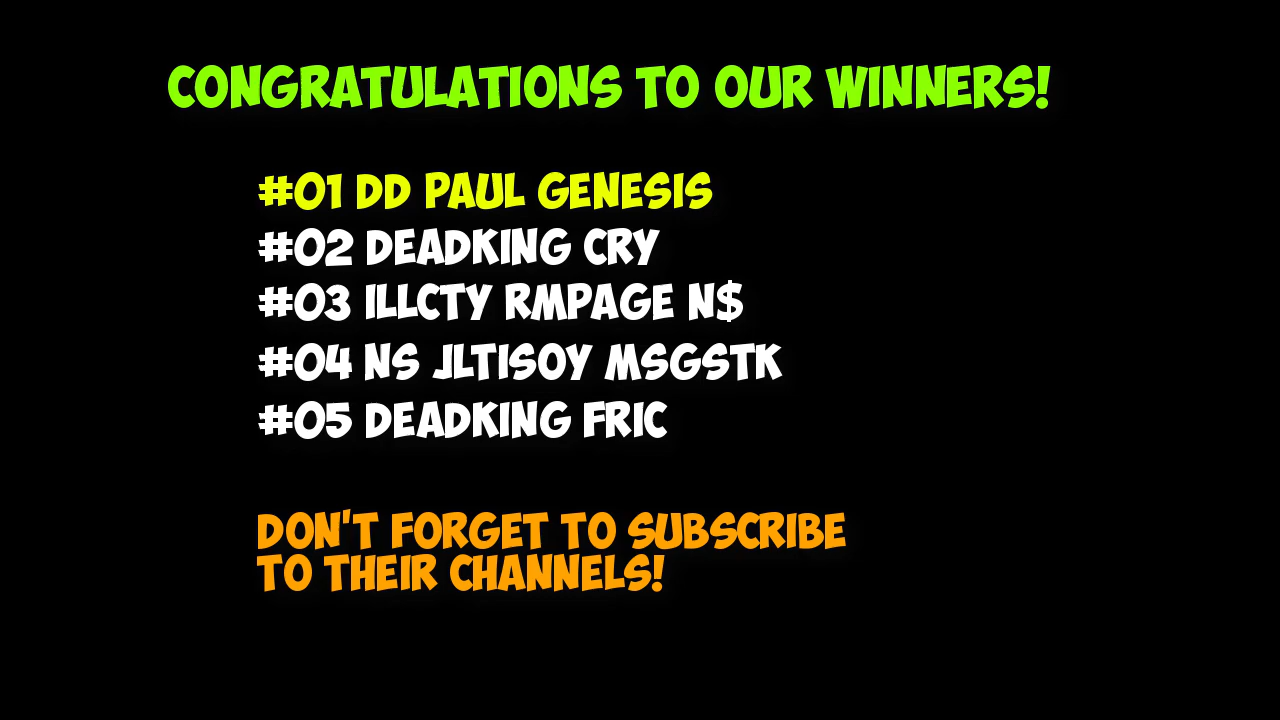 CONGRATULATIONS TO OUR WINNERS!
#01 DD PAUL GENESIS
#02 DEADKING CRY
#03 ILLCTY RMPAGE N$
#04 NS JLTISOY MSGSTK
#05 DEADKING FRIC
DON'T FORGET TO SUBSCRIBE
TO THEIR CHANNELS!